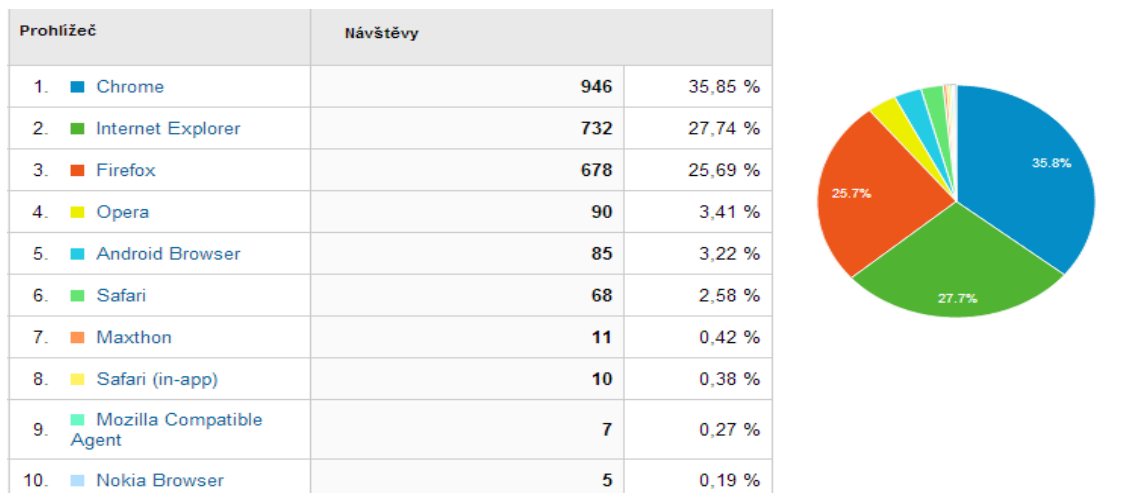 Prohlížeč Návštěvy
1. Chrome 946 35,85 %
2. Internet Explorer 732 27,74 %
3. Firefox 678 25,69 %
4. Opera 90 3,41 %
5. Android Browser 85 3,22 %
6. Safari 68 2,58 %
7. Maxthon 11 0,42 %
8. Safari (in-app) 10 0,38 %
9. Mozilla Compatible
Agent 7 0,27 %
10. Nokia Browser 5 0,19 %
35.8%
25.7%
27.7%